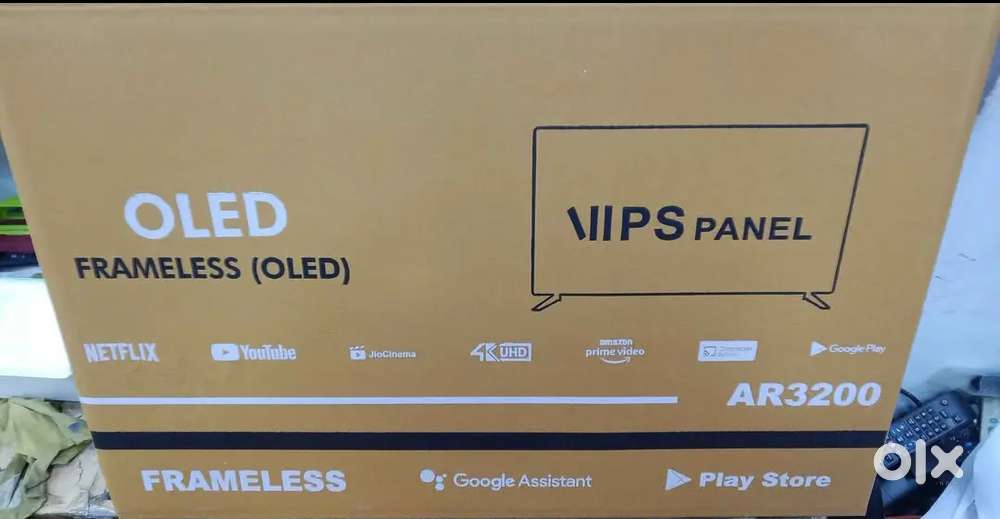 OLED
FRAMELESS (OLED)
\IIPS PANEL
NETFLIX
YouTube
JioCinema
4K UHD
amazon
prime video
Google Play
AR3200
FRAMELESS
Google Assistant
Play Store
olx